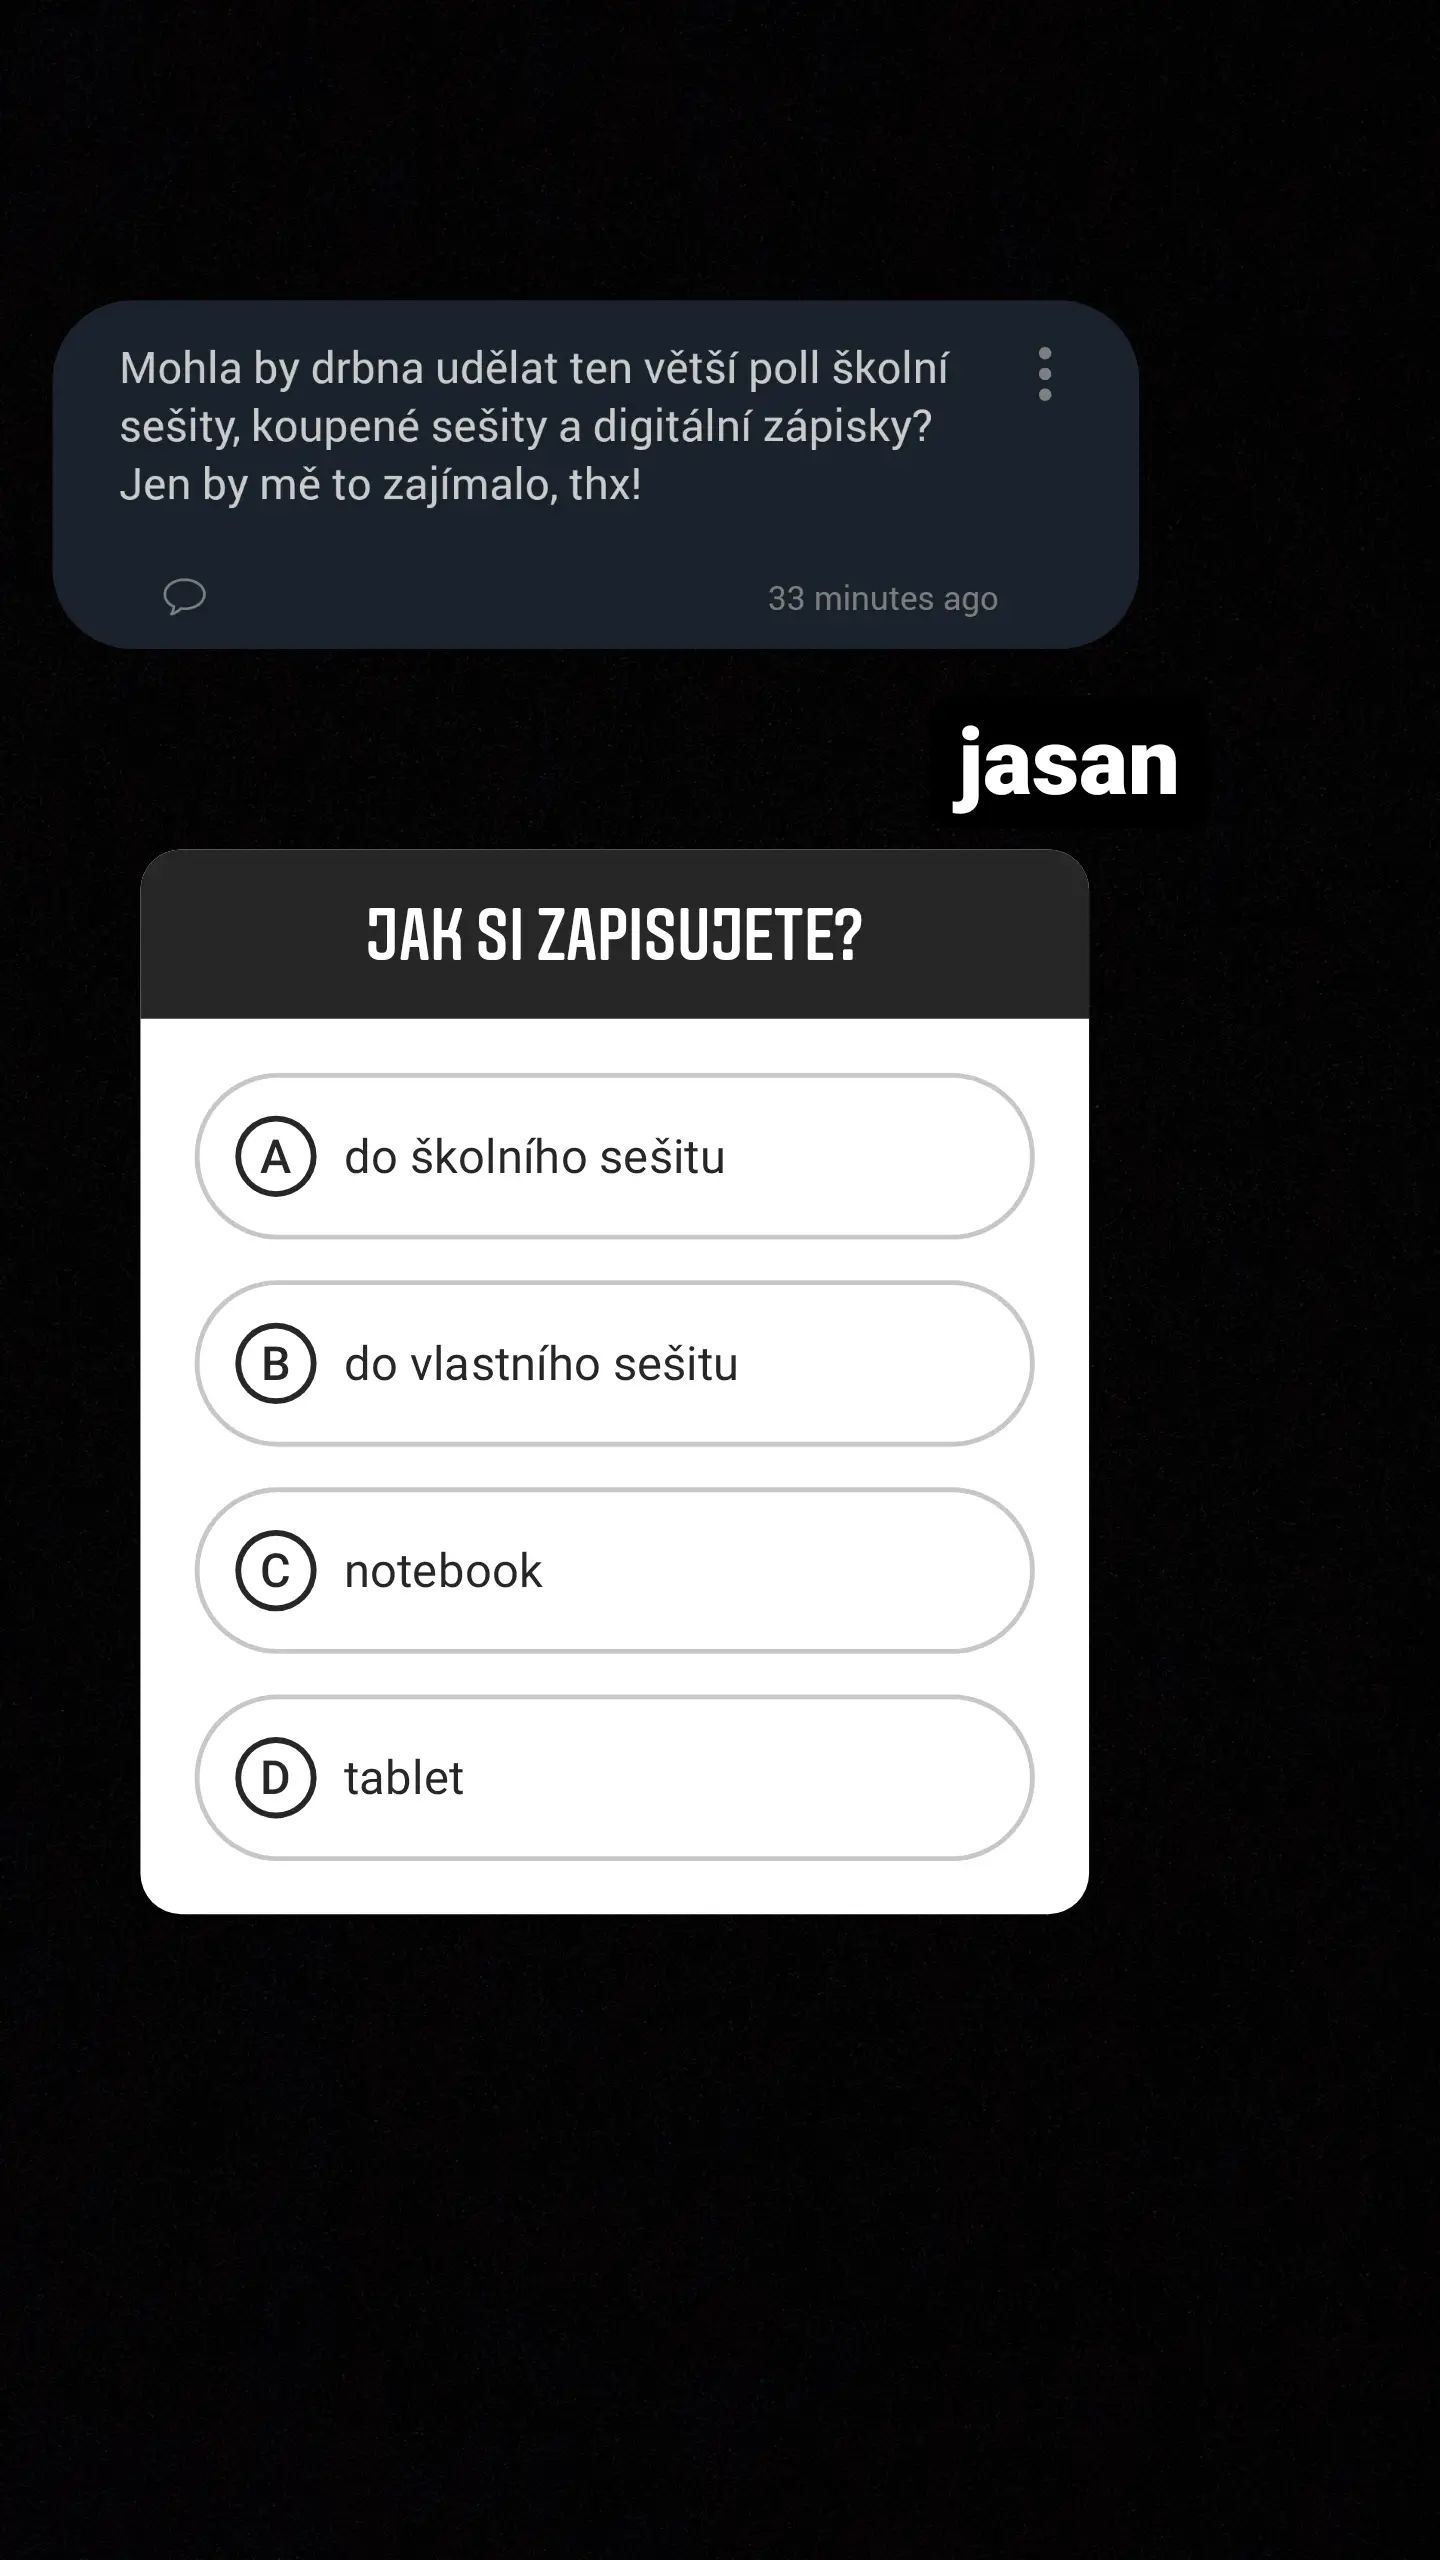 Mohla by drbna udělat ten větší poll školní
sešity, koupené sešity a digitální zápisky?
Jen by mě to zajímalo, thx!
33 minutes ago
jasan
JAK SI ZAPISUJETE?
A do školního sešitu
B do vlastního sešitu
C notebook
D tablet